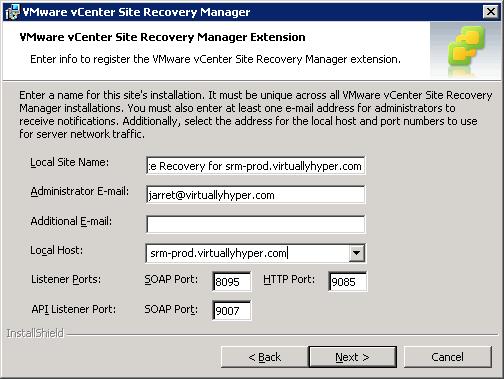 VMware vCenter Site Recovery Manager
VMware vCenter Site Recovery Manager Extension
Enter info to register the VMware vCenter Site Recovery Manager extension.
Enter a name for this site's installation. It must be unique across all VMware vCenter Site Recovery
Manager installations. You must also enter at least one e-mail address for administrators to
receive notifications. Additionally, select the address for the local host and port numbers to use
for server network traffic.
Local Site Name: :e Recovery for srm-prod.virtuallyhyper.com
Administrator E-mail: jarret@virtuallyhyper.com
Additional E-mail:
Local Host: srm-prod.virtuallyhyper.com
Listener Ports: SOAP Port: 8095 HTTP Port: 9085
API Listener Port: SOAP Port: 9007
InstallShield
< Back Next > Cancel